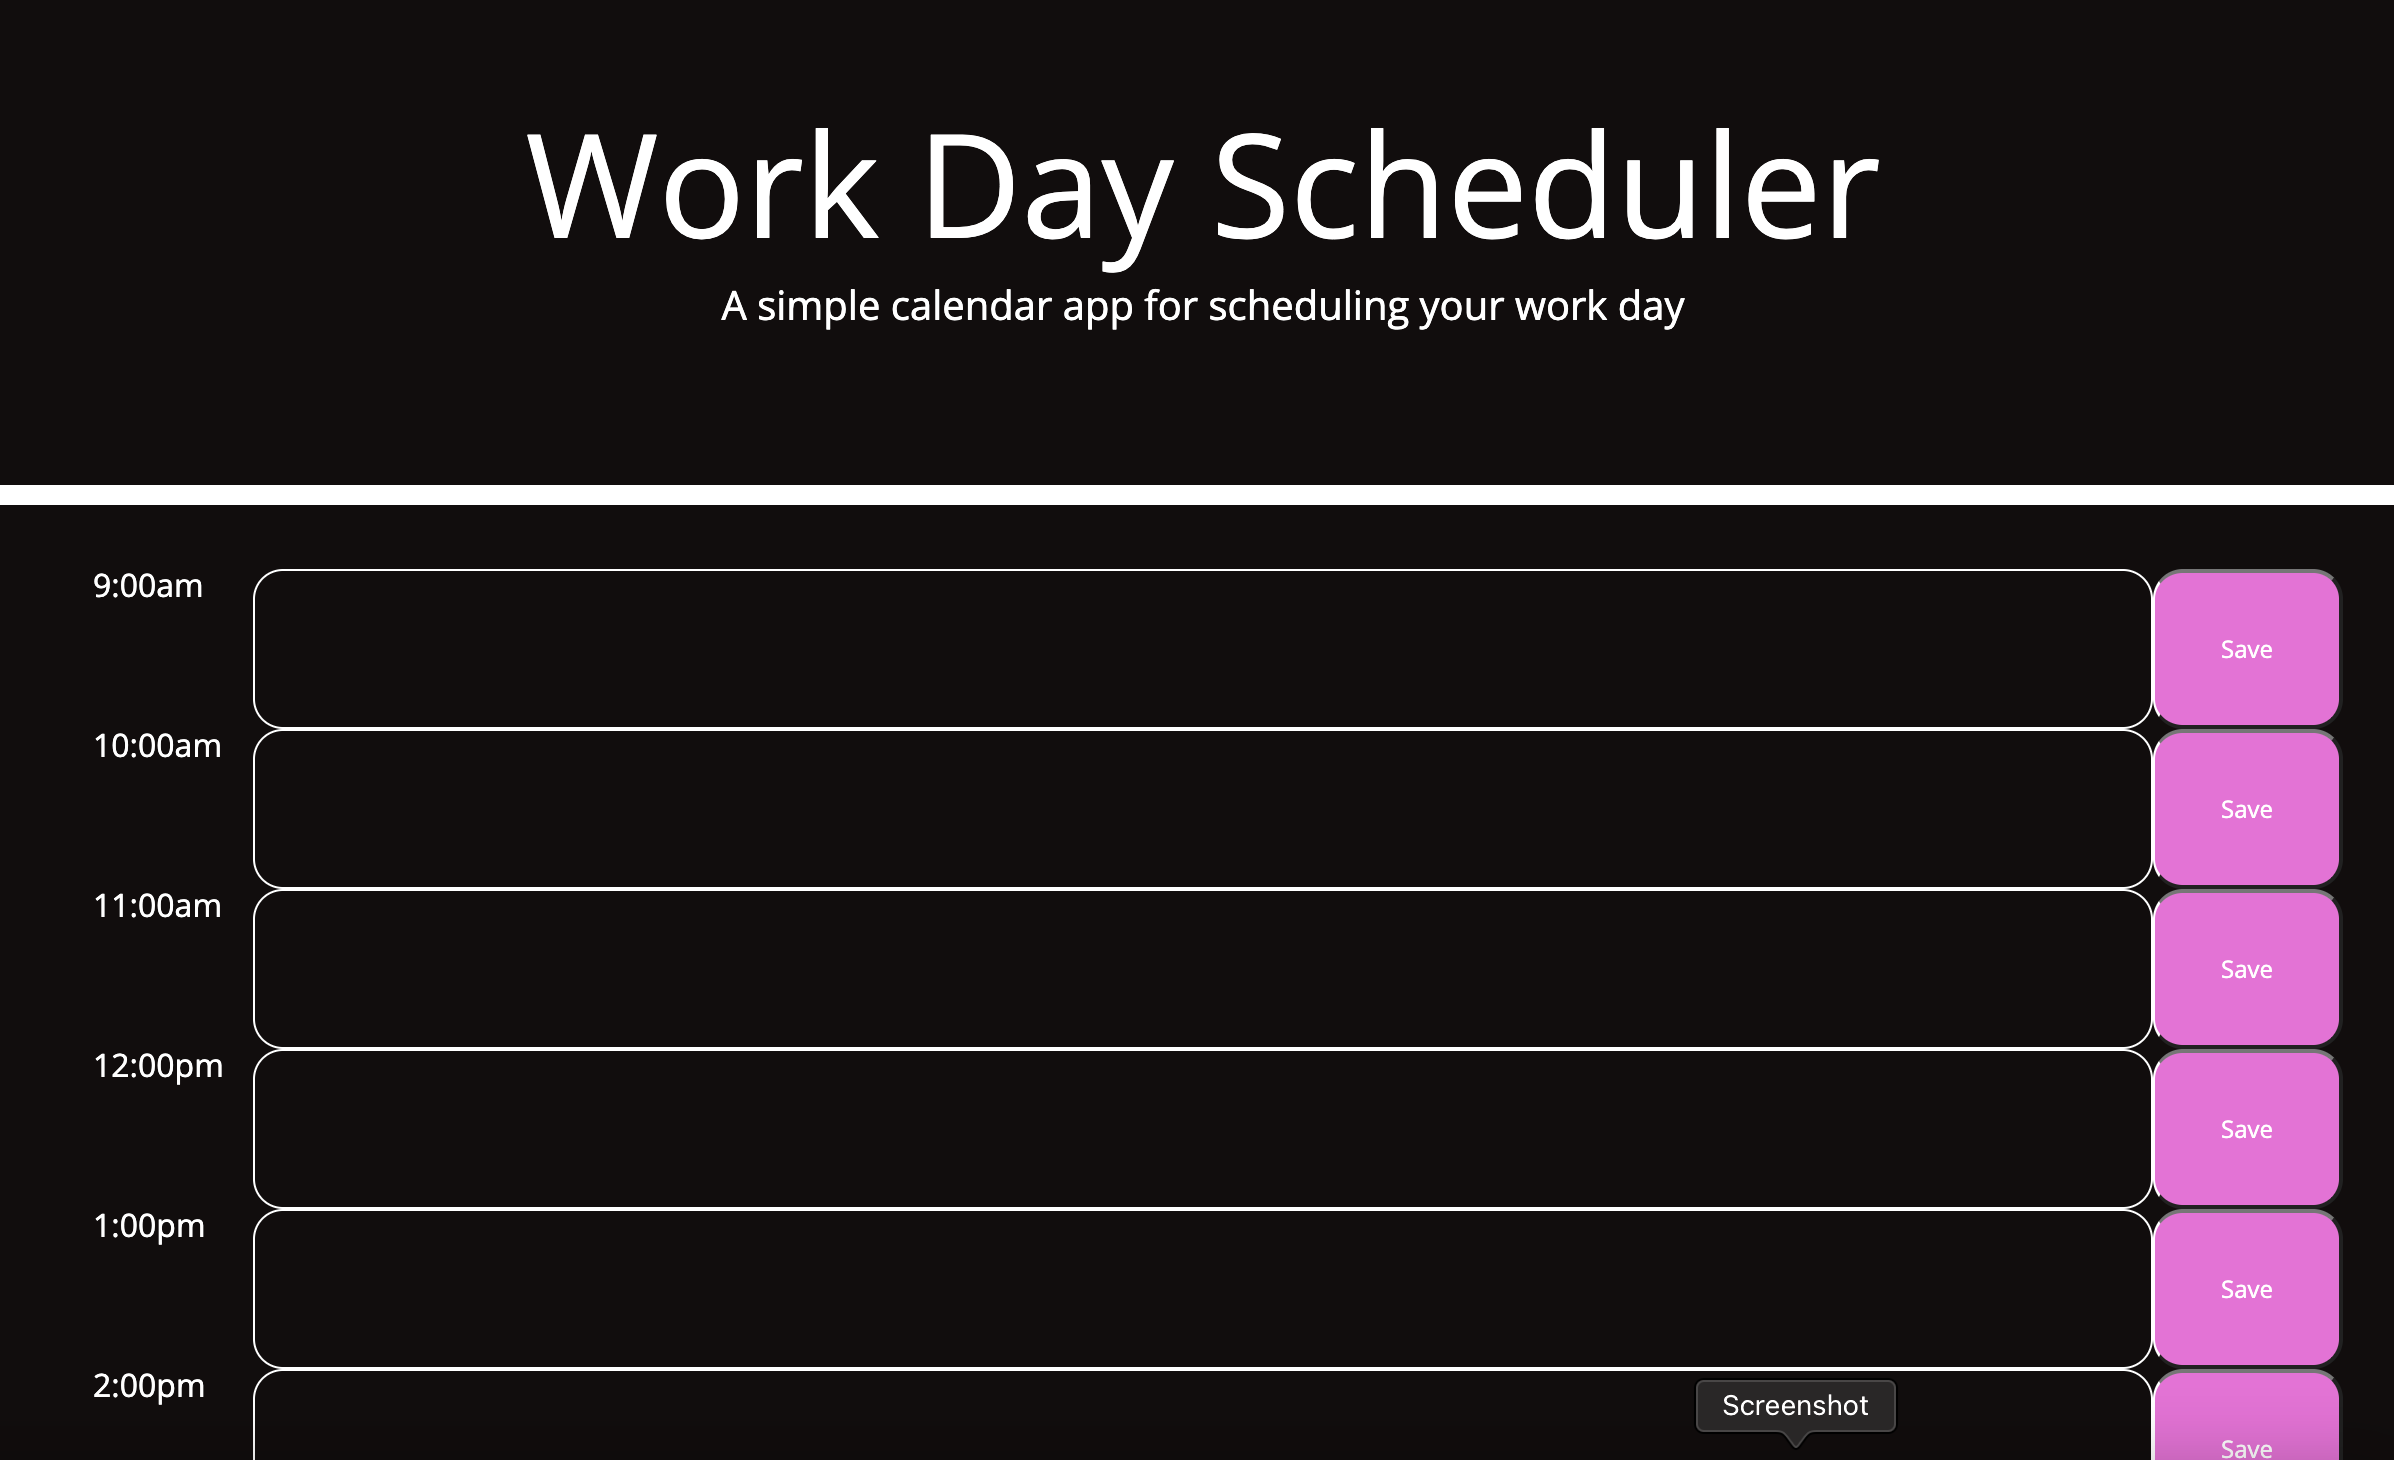 Work Day Scheduler
A simple calendar app for scheduling your work day
9:00am
Save
10:00am
Save
11:00am
Save
12:00pm
Save
1:00pm
Save
2:00pm
Screenshot
Save